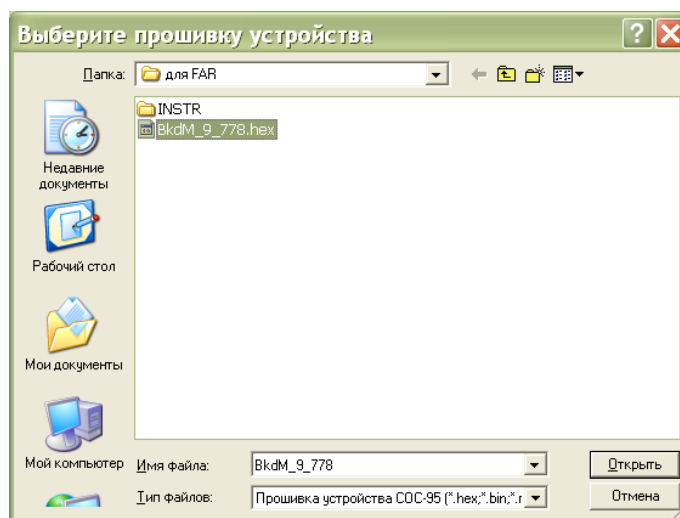 Выберите прошивку устройства
Папка: для FAR
INSTR
BkdM_9_778.hex
Недавние
документы
Рабочий стол
Мои документы
Мой компьютер
Имя файла: BkdM_9_778 Открыть
Тип файлов: Прошивка устройства СОС-95 (*.hex;*.bin;*.r Отмена